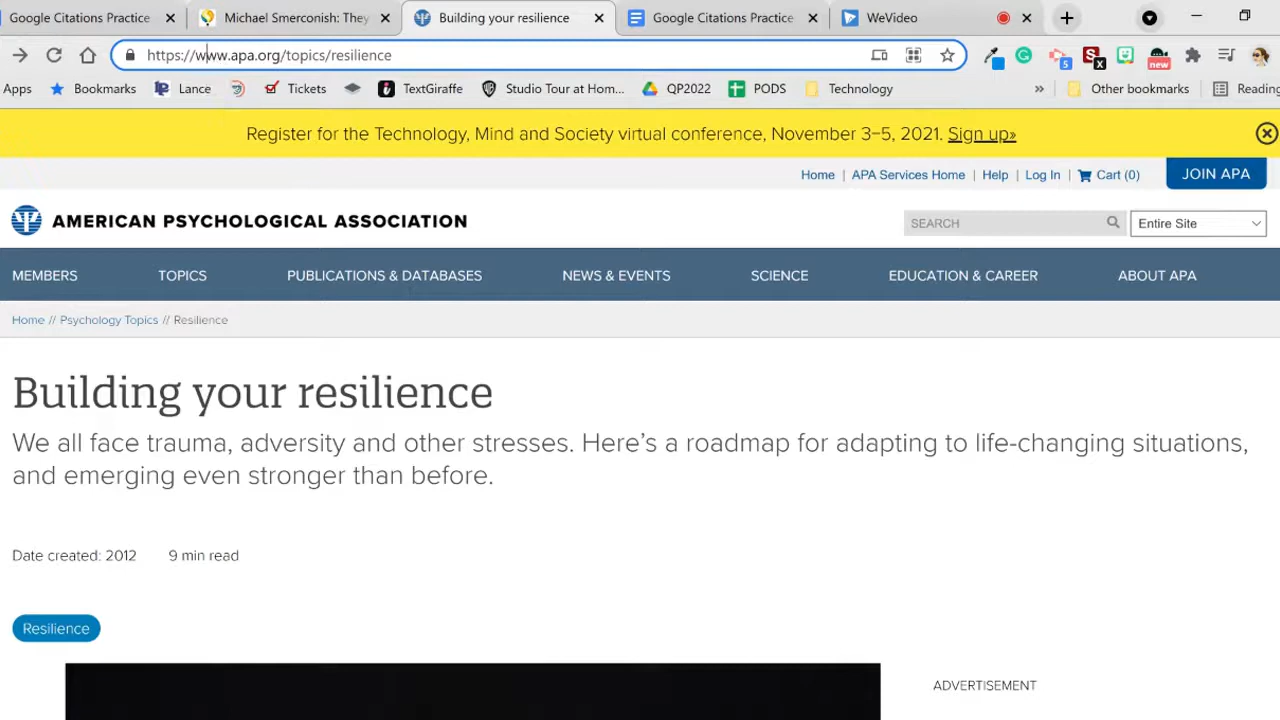 Google Citations Practice
Michael Smerconish: They
Building your resilience
Google Citations Practice
WeVideo
https://www.apa.org/topics/resilience
5
S
x
new
Apps
Bookmarks
Lance
Tickets
TextGiraffe
Studio Tour at Hom...
QP2022
PODS
Technology
»
Other bookmarks
Reading
Register for the Technology, Mind and Society virtual conference, November 3–5, 2021. Sign up»
Home | APA Services Home | Help | Log In | Cart (0)
JOIN APA
AMERICAN PSYCHOLOGICAL ASSOCIATION
SEARCH
Entire Site
MEMBERS
TOPICS
PUBLICATIONS & DATABASES
NEWS & EVENTS
SCIENCE
EDUCATION & CAREER
ABOUT APA
Home // Psychology Topics // Resilience
Building your resilience
We all face trauma, adversity and other stresses. Here's a roadmap for adapting to life-changing situations,
and emerging even stronger than before.
Date created: 2012
9 min read
Resilience
ADVERTISEMENT